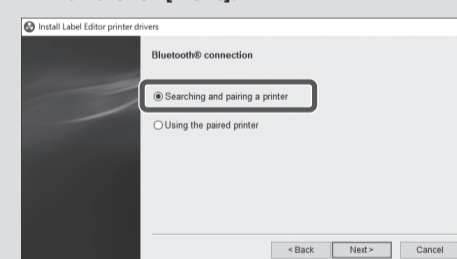 Install Label Editor printer drivers
Bluetooth® connection
Searching and pairing a printer
Using the paired printer
< Back Next > Cancel